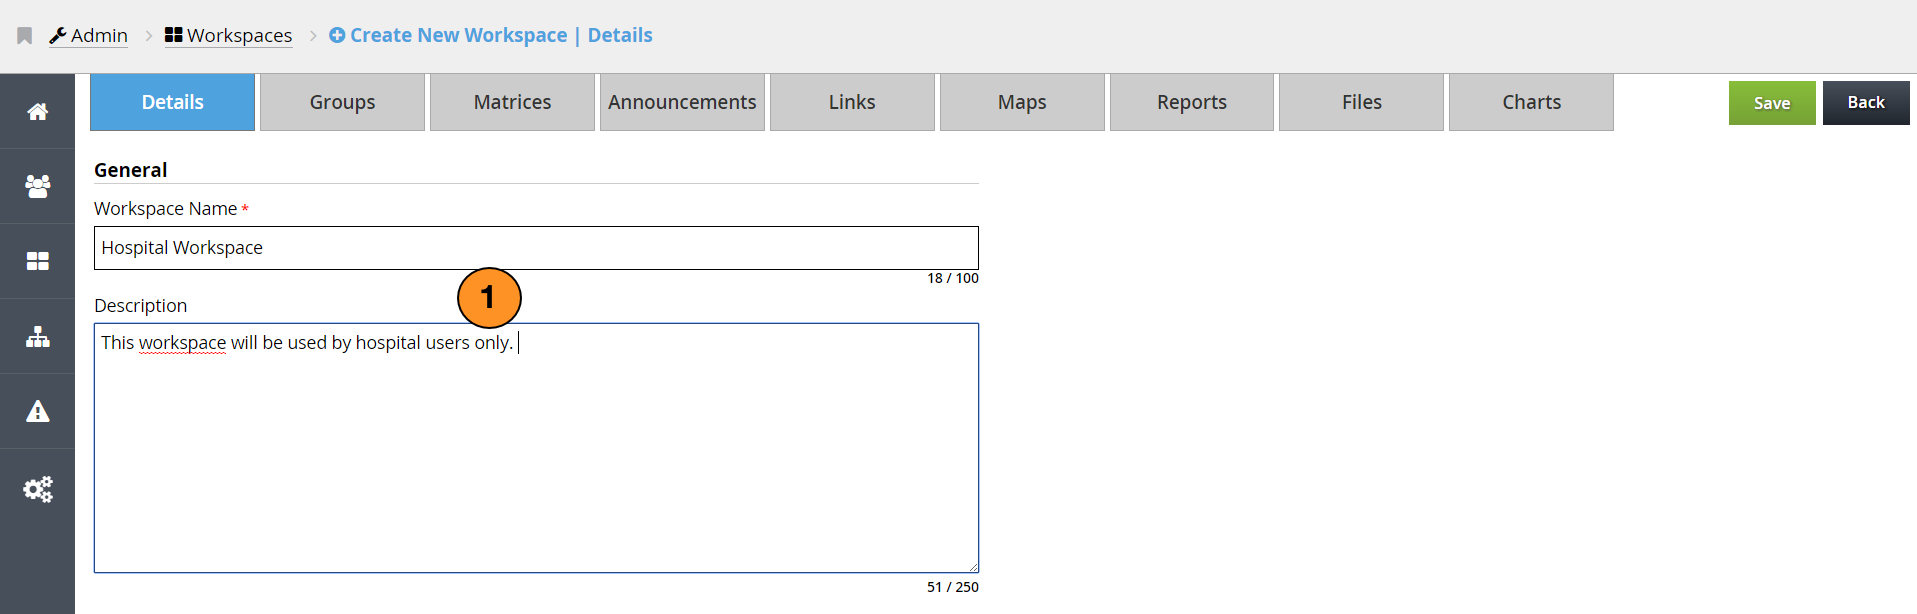 Admin > Workspaces > Create New Workspace | Details
Details Groups Matrices Announcements Links Maps Reports Files Charts Save Back
General
Workspace Name *
Hospital Workspace
18 / 100
1
Description
This workspace will be used by hospital users only.
51 / 250